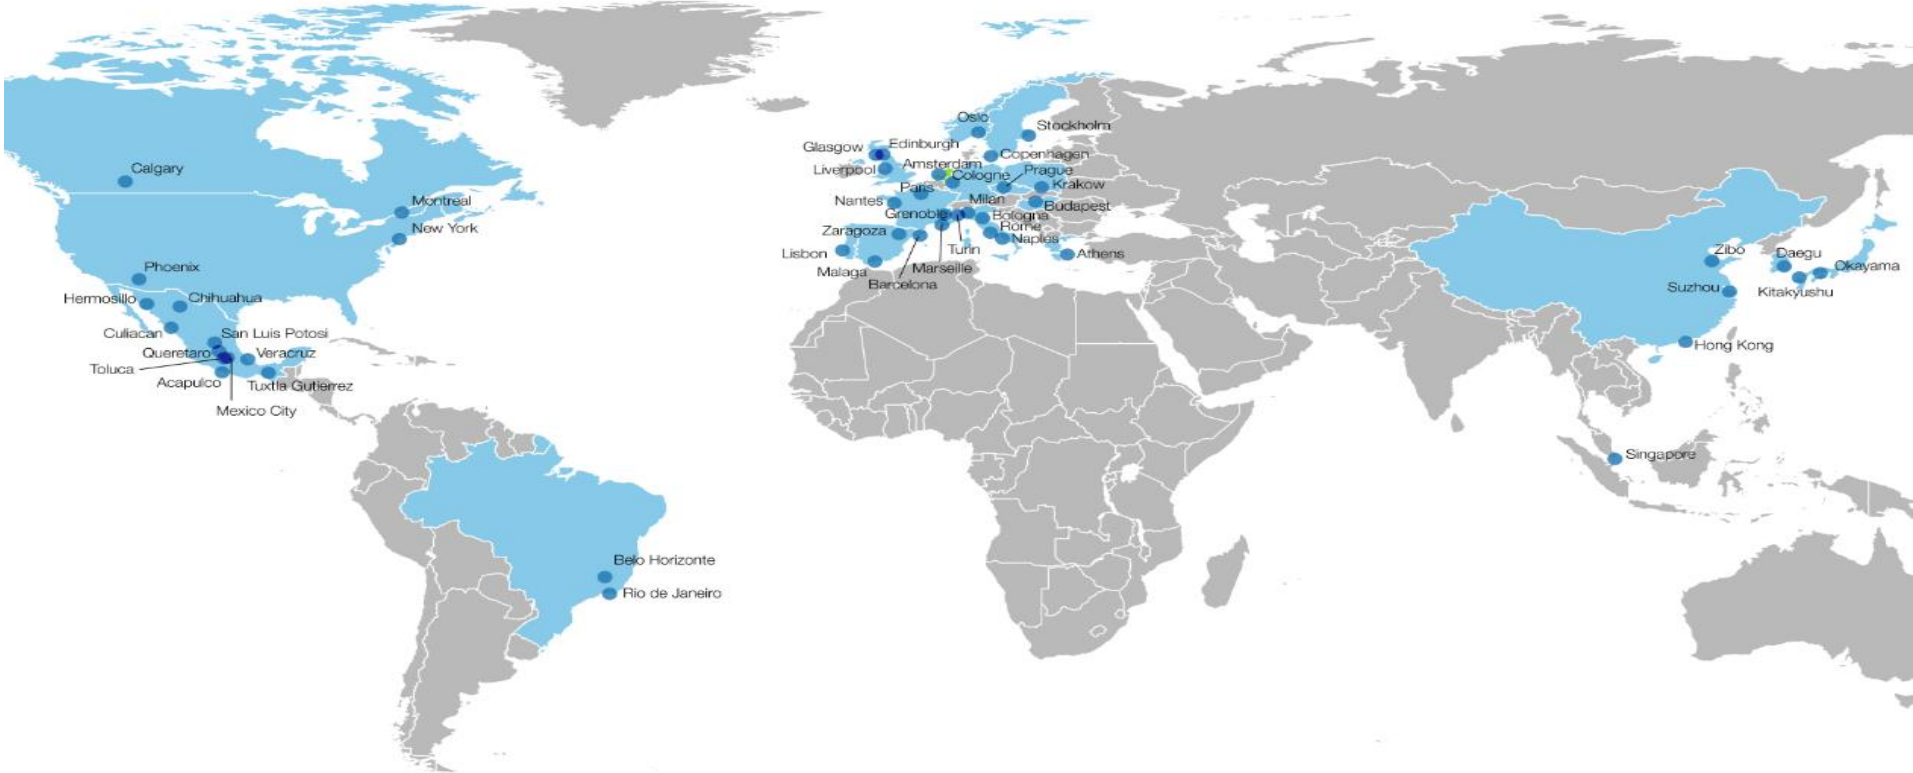 Calgary
Montreal
New York
Phoenix
Hermosillo
Chihuahua
Culiacan
San Luis Potosi
Queretaro
Veracruz
Toluca
Acapulco
Tuxtla Gutierrez
Mexico City
Belo Horizonte
Rio de Janeiro
Oslo
Stockholm
Glasgow
Edinburgh
Copenhagen
Liverpool
Amsterdam
Cologne
Prague
Paris
Krakow
Nantes
Milan
Budapest
Grenoble
Bologna
Rome
Zaragoza
Naples
Lisbon
Turin
Athens
Malaga
Marseille
Barcelona
Zibo
Daegu
Okayama
Suzhou
Kitakyushu
Hong Kong
Singapore